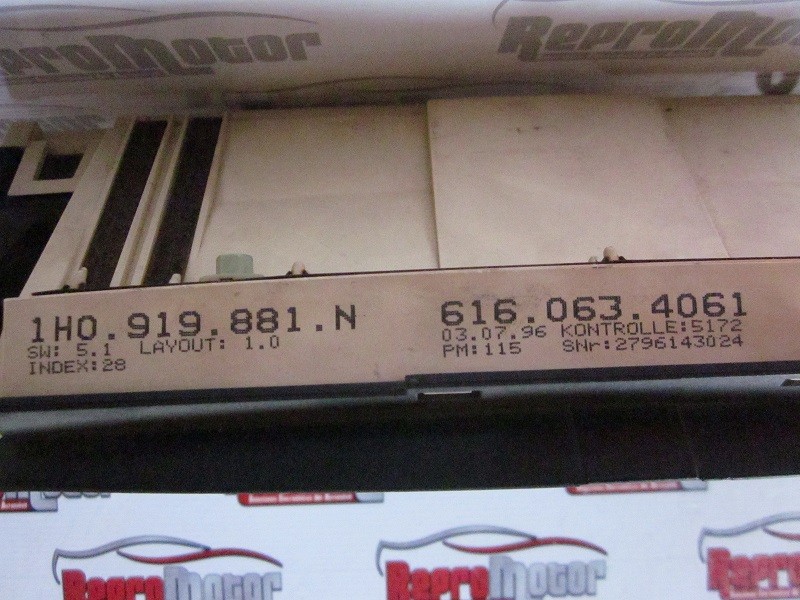 ReproMotor
ReproMotor
1H0.919.881.N
SW: 5.1 LAYOUT: 1.0
INDEX:28
616.063.4061
03.07.96 KONTROLLE:5172
PM:115 SNr:2796143024
ReproMotor
ReproMotor